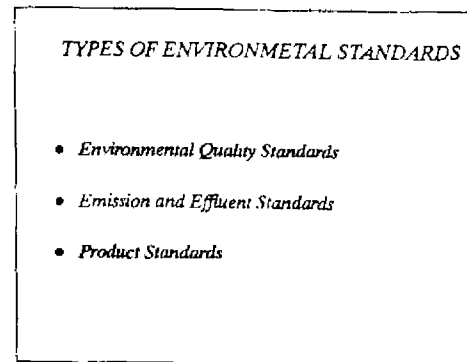 TYPES OF ENVIRONMETAL STANDARDS
• Environmental Quality Standards
• Emission and Effluent Standards
• Product Standards